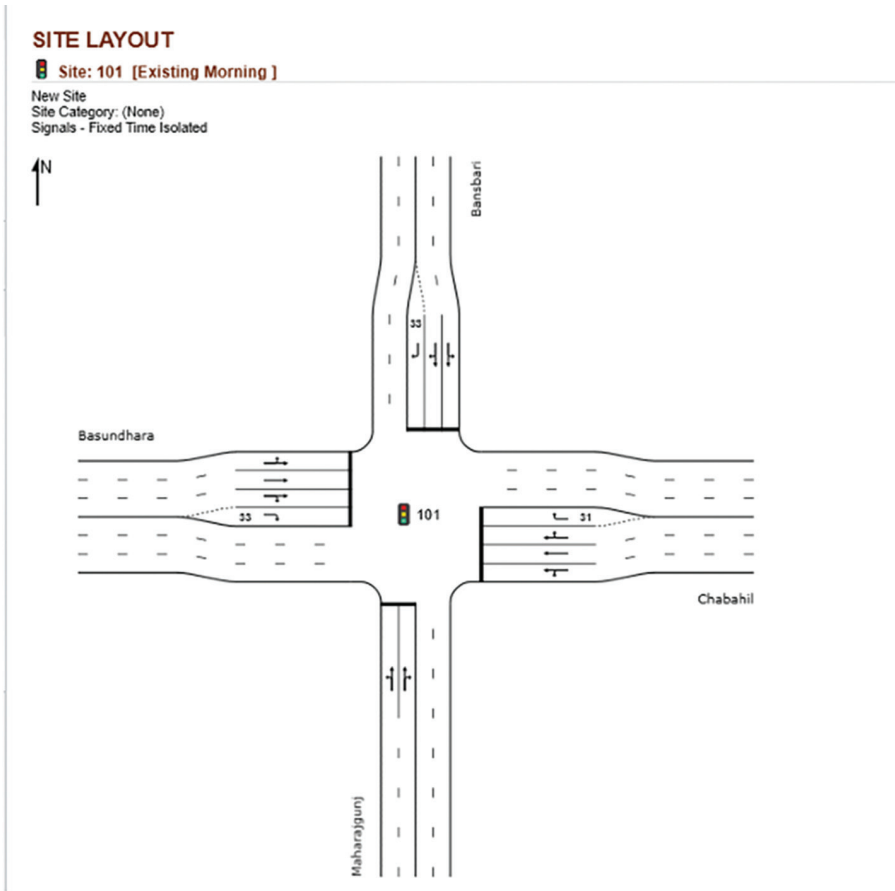 SITE LAYOUT
Site: 101 [Existing Morning ]
New Site
Site Category: (None)
Signals - Fixed Time Isolated
N
Bansbari
33
Basundhara
33
101
31
Chabahil
Maharajgunj